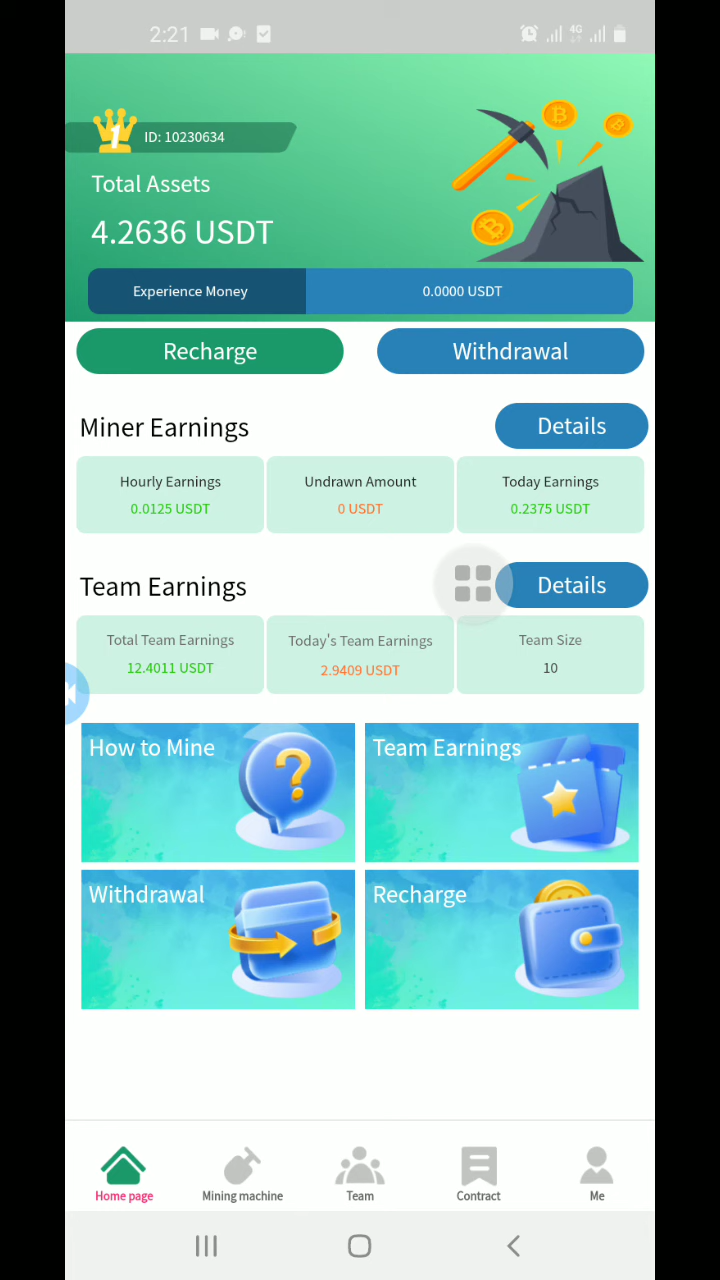 2:21
4G
1
ID: 10230634
Total Assets
4.2636 USDT
Experience Money 0.0000 USDT
Recharge Withdrawal
Miner Earnings Details
Hourly Earnings Undrawn Amount Today Earnings
0.0125 USDT 0 USDT 0.2375 USDT
Team Earnings Details
Total Team Earnings Today's Team Earnings Team Size
12.4011 USDT 2.9409 USDT 10
How to Mine Team Earnings
Withdrawal Recharge
Home page Mining machine Team Contract Me